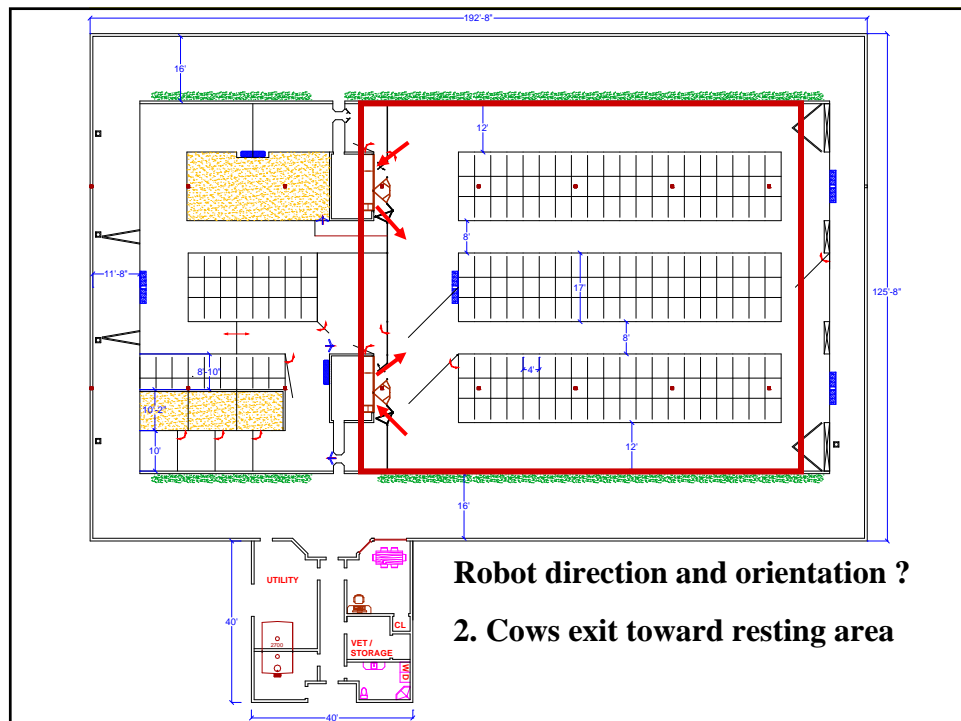 192'-8"
16'
12'
8'
11'-8"
17'
125'-8"
8'
8'-10"
4'
10'-2"
10'
12'
16'
UTILITY
40'
CL
2700
VET /
STORAGE
W D
40'
Robot direction and orientation ?
2. Cows exit toward resting area